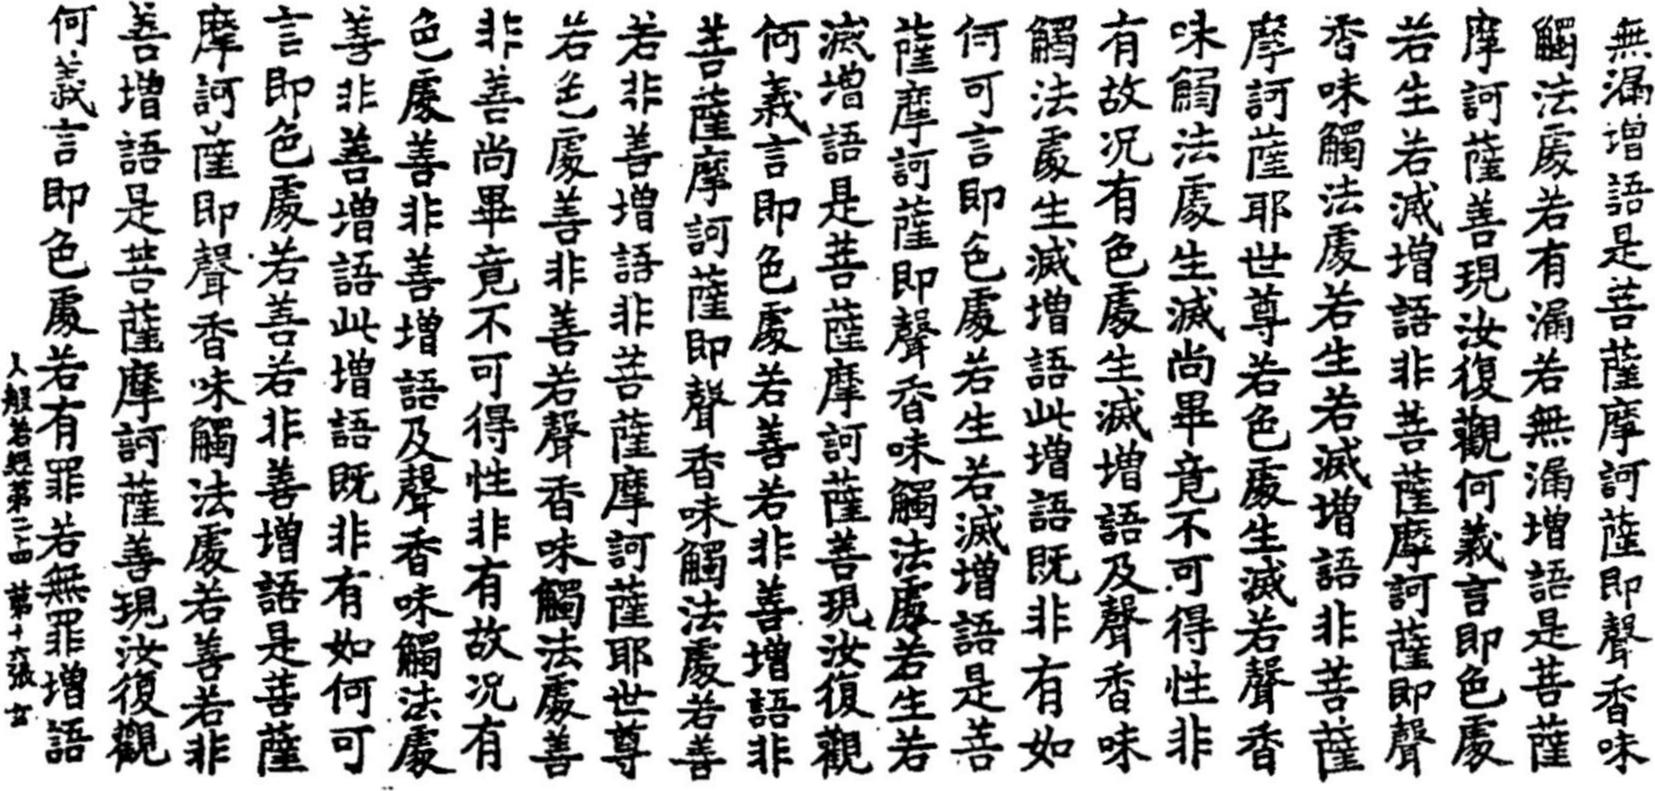 無漏增語是菩薩摩訶薩即聲香味
觸法處若有漏若無漏增語是菩薩
摩訶薩善現汝復觀何義言即色處
若生若滅增語非菩薩摩訶薩即聲
香味觸法處若生若滅增語非菩薩
摩訶薩耶世尊若色處生滅若聲香
味觸法處生滅尚畢竟不可得性非
有故況有色處生滅增語及聲香味
觸法處生滅增語此增語既非有如
何可言即色處若生若滅增語是菩
薩摩訶薩即聲香味觸法處若生若
滅增語是菩薩摩訶薩善現汝復觀
何義言即色處若善若非善增語非
菩薩摩訶薩即聲香味觸法處若善
若非善增語非菩薩摩訶薩耶世尊
若色處善非善若聲香味觸法處善
非善尚畢竟不可得性非有故況有
色處善非善增語及聲香味觸法處
善非善增語此增語既非有如何可
言即色處若善若非善增語是菩薩
摩訶薩即聲香味觸法處若善若非
善增語是菩薩摩訶薩善現汝復觀
何義言即色處若有罪若無罪增語
般若經第二十四 第十六張